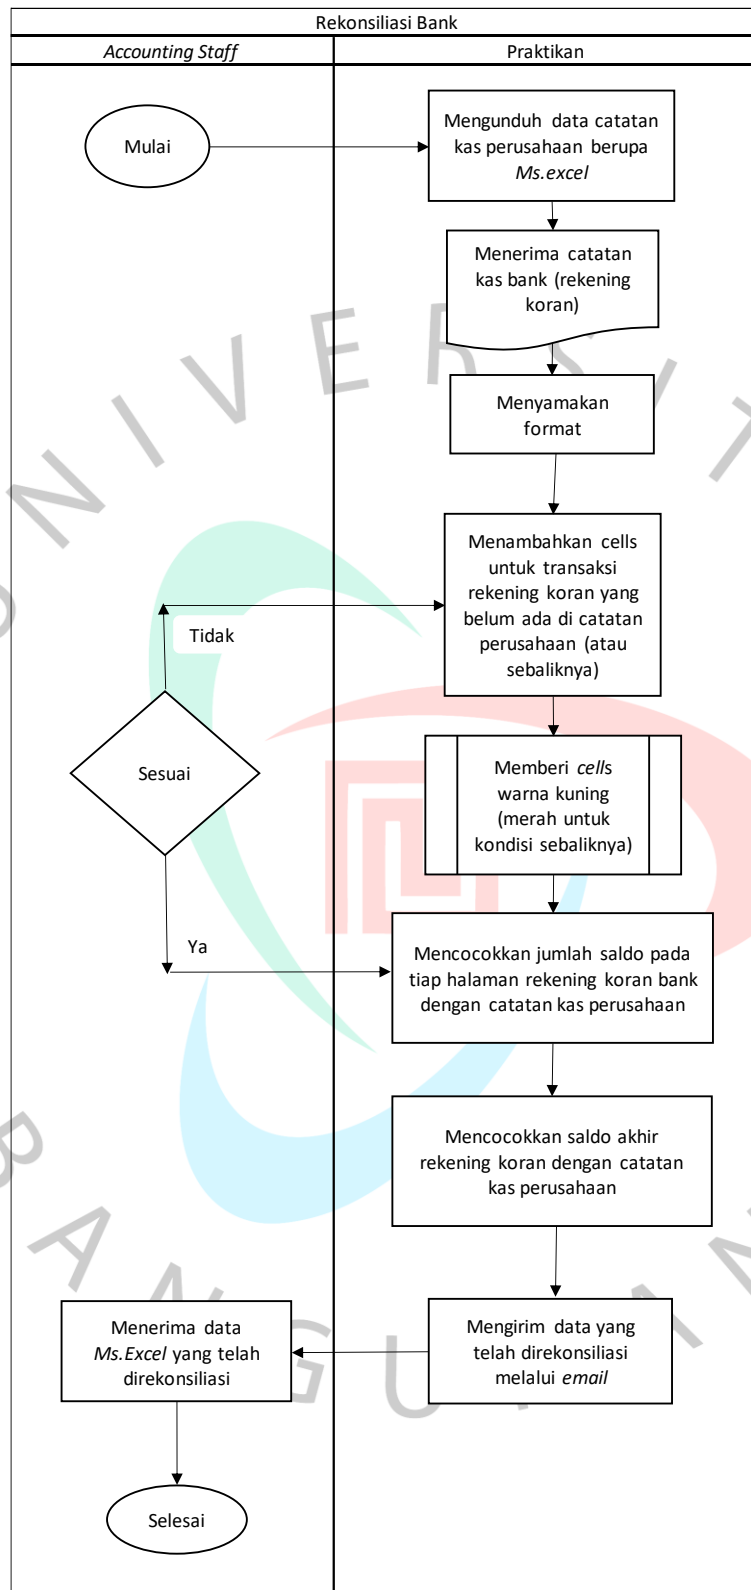 Rekonsiliasi Bank
Accounting Staff
Praktikan
Mulai
Mengunduh data catatan
kas perusahaan berupa
Ms.excel
Menerima catatan
kas bank (rekening
koran)
Menyamakan
format
Menambahkan cells
untuk transaksi
rekening koran yang
belum ada di catatan
perusahaan (atau
sebaliknya)
Tidak
Sesuai
Memberi cells
warna kuning
(merah untuk
kondisi sebaliknya)
Ya
Mencocokkan jumlah saldo pada
tiap halaman rekening koran bank
dengan catatan kas perusahaan
Mencocokkan saldo akhir
rekening koran dengan catatan
kas perusahaan
Mengirim data yang
telah direkonsiliasi
melalui email
Menerima data
Ms.Excel yang telah
direkonsiliasi
Selesai